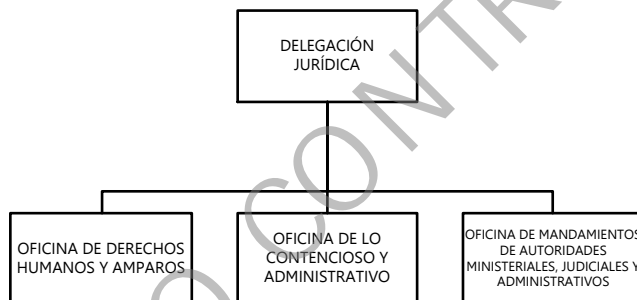 DELEGACIÓN
JURÍDICA
OFICINA DE DERECHOS
HUMANOS Y AMPAROS
OFICINA DE LO
CONTENCIOSO Y
ADMINISTRATIVO
OFICINA DE MANDAMIENTOS
DE AUTORIDADES
MINISTERIALES, JUDICIALES Y
ADMINISTRATIVOS
O CONTR